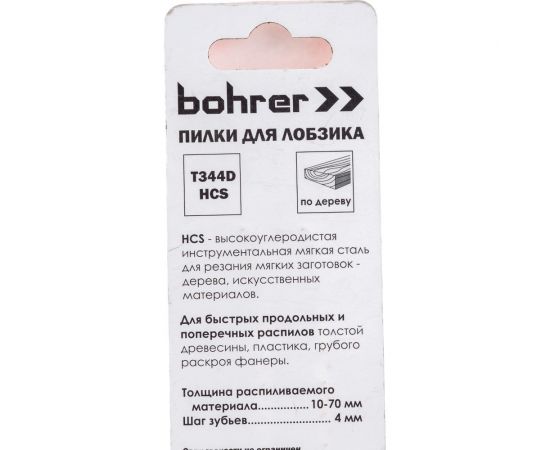 bohrer
ПИЛКИ ДЛЯ ЛОБЗИКА
T344D
HCS
по дереву
HCS - высокоуглеродистая
инструментальная мягкая сталь
для резания мягких заготовок -
дерева, искусственных
материалов.
Для быстрых продольных и
поперечных распилов толстой
древесины, пластика, грубого
раскроя фанеры.
Толщина распиливаемого
материала................10-70 мм
Шаг зубьев....................... 4 мм